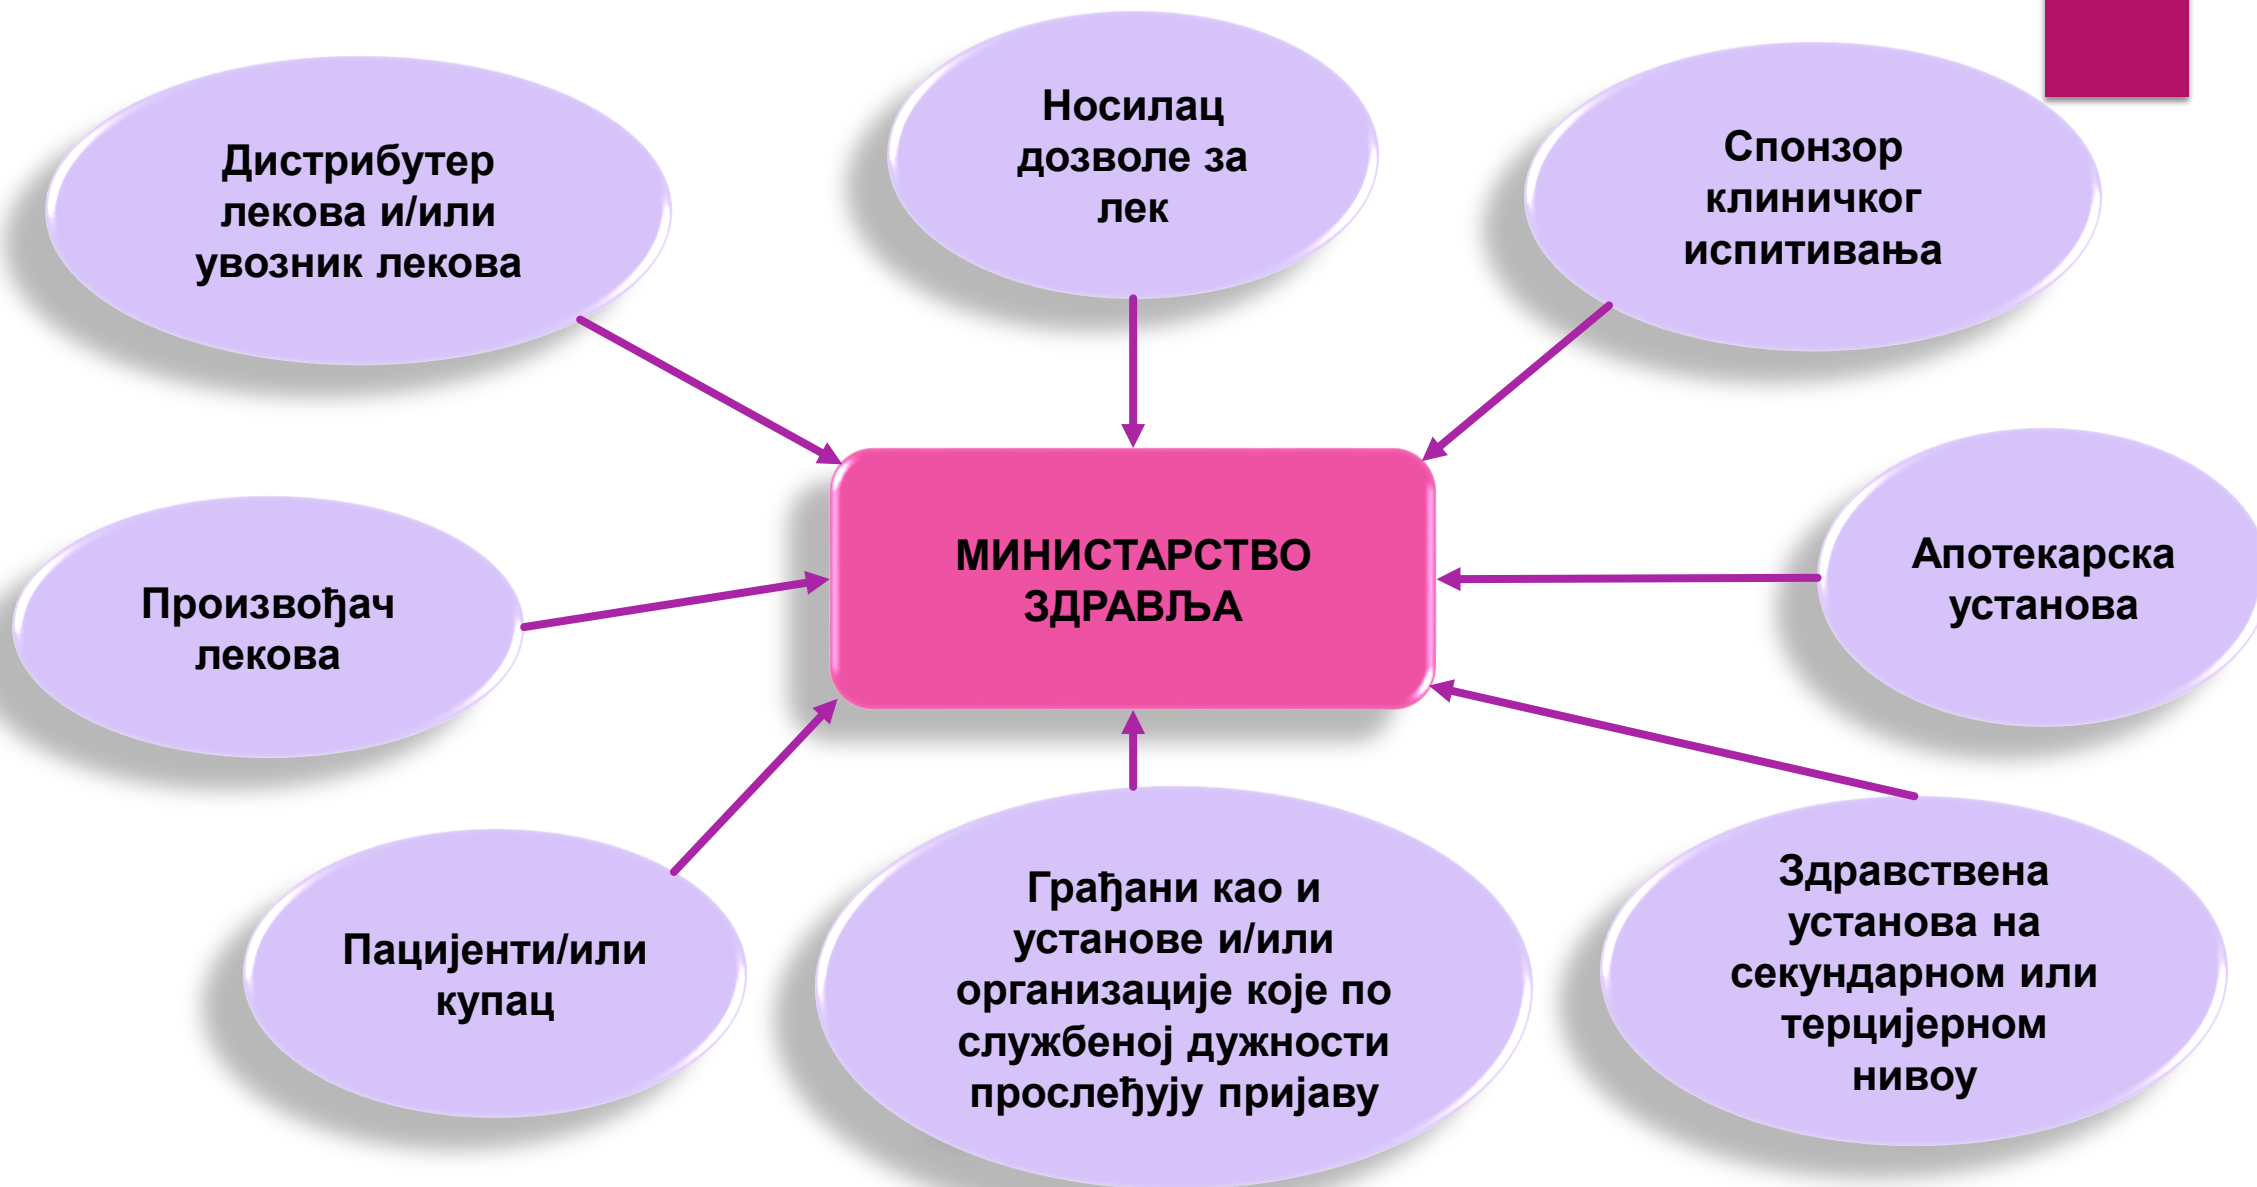 Дистрибутер
лекова и/или
увозник лекова
Носилац
дозволе за
лек
Спонзор
клиничког
испитивања
Произвођач
лекова
МИНИСТАРСТВО
ЗДРАВЉА
Апотекарска
установа
Пацијенти/или
купац
Грађани као и
установе и/или
организације које по
службеној дужности
прослеђују пријаву
Здравствена
установа на
секундарном или
терцијерном
нивоу